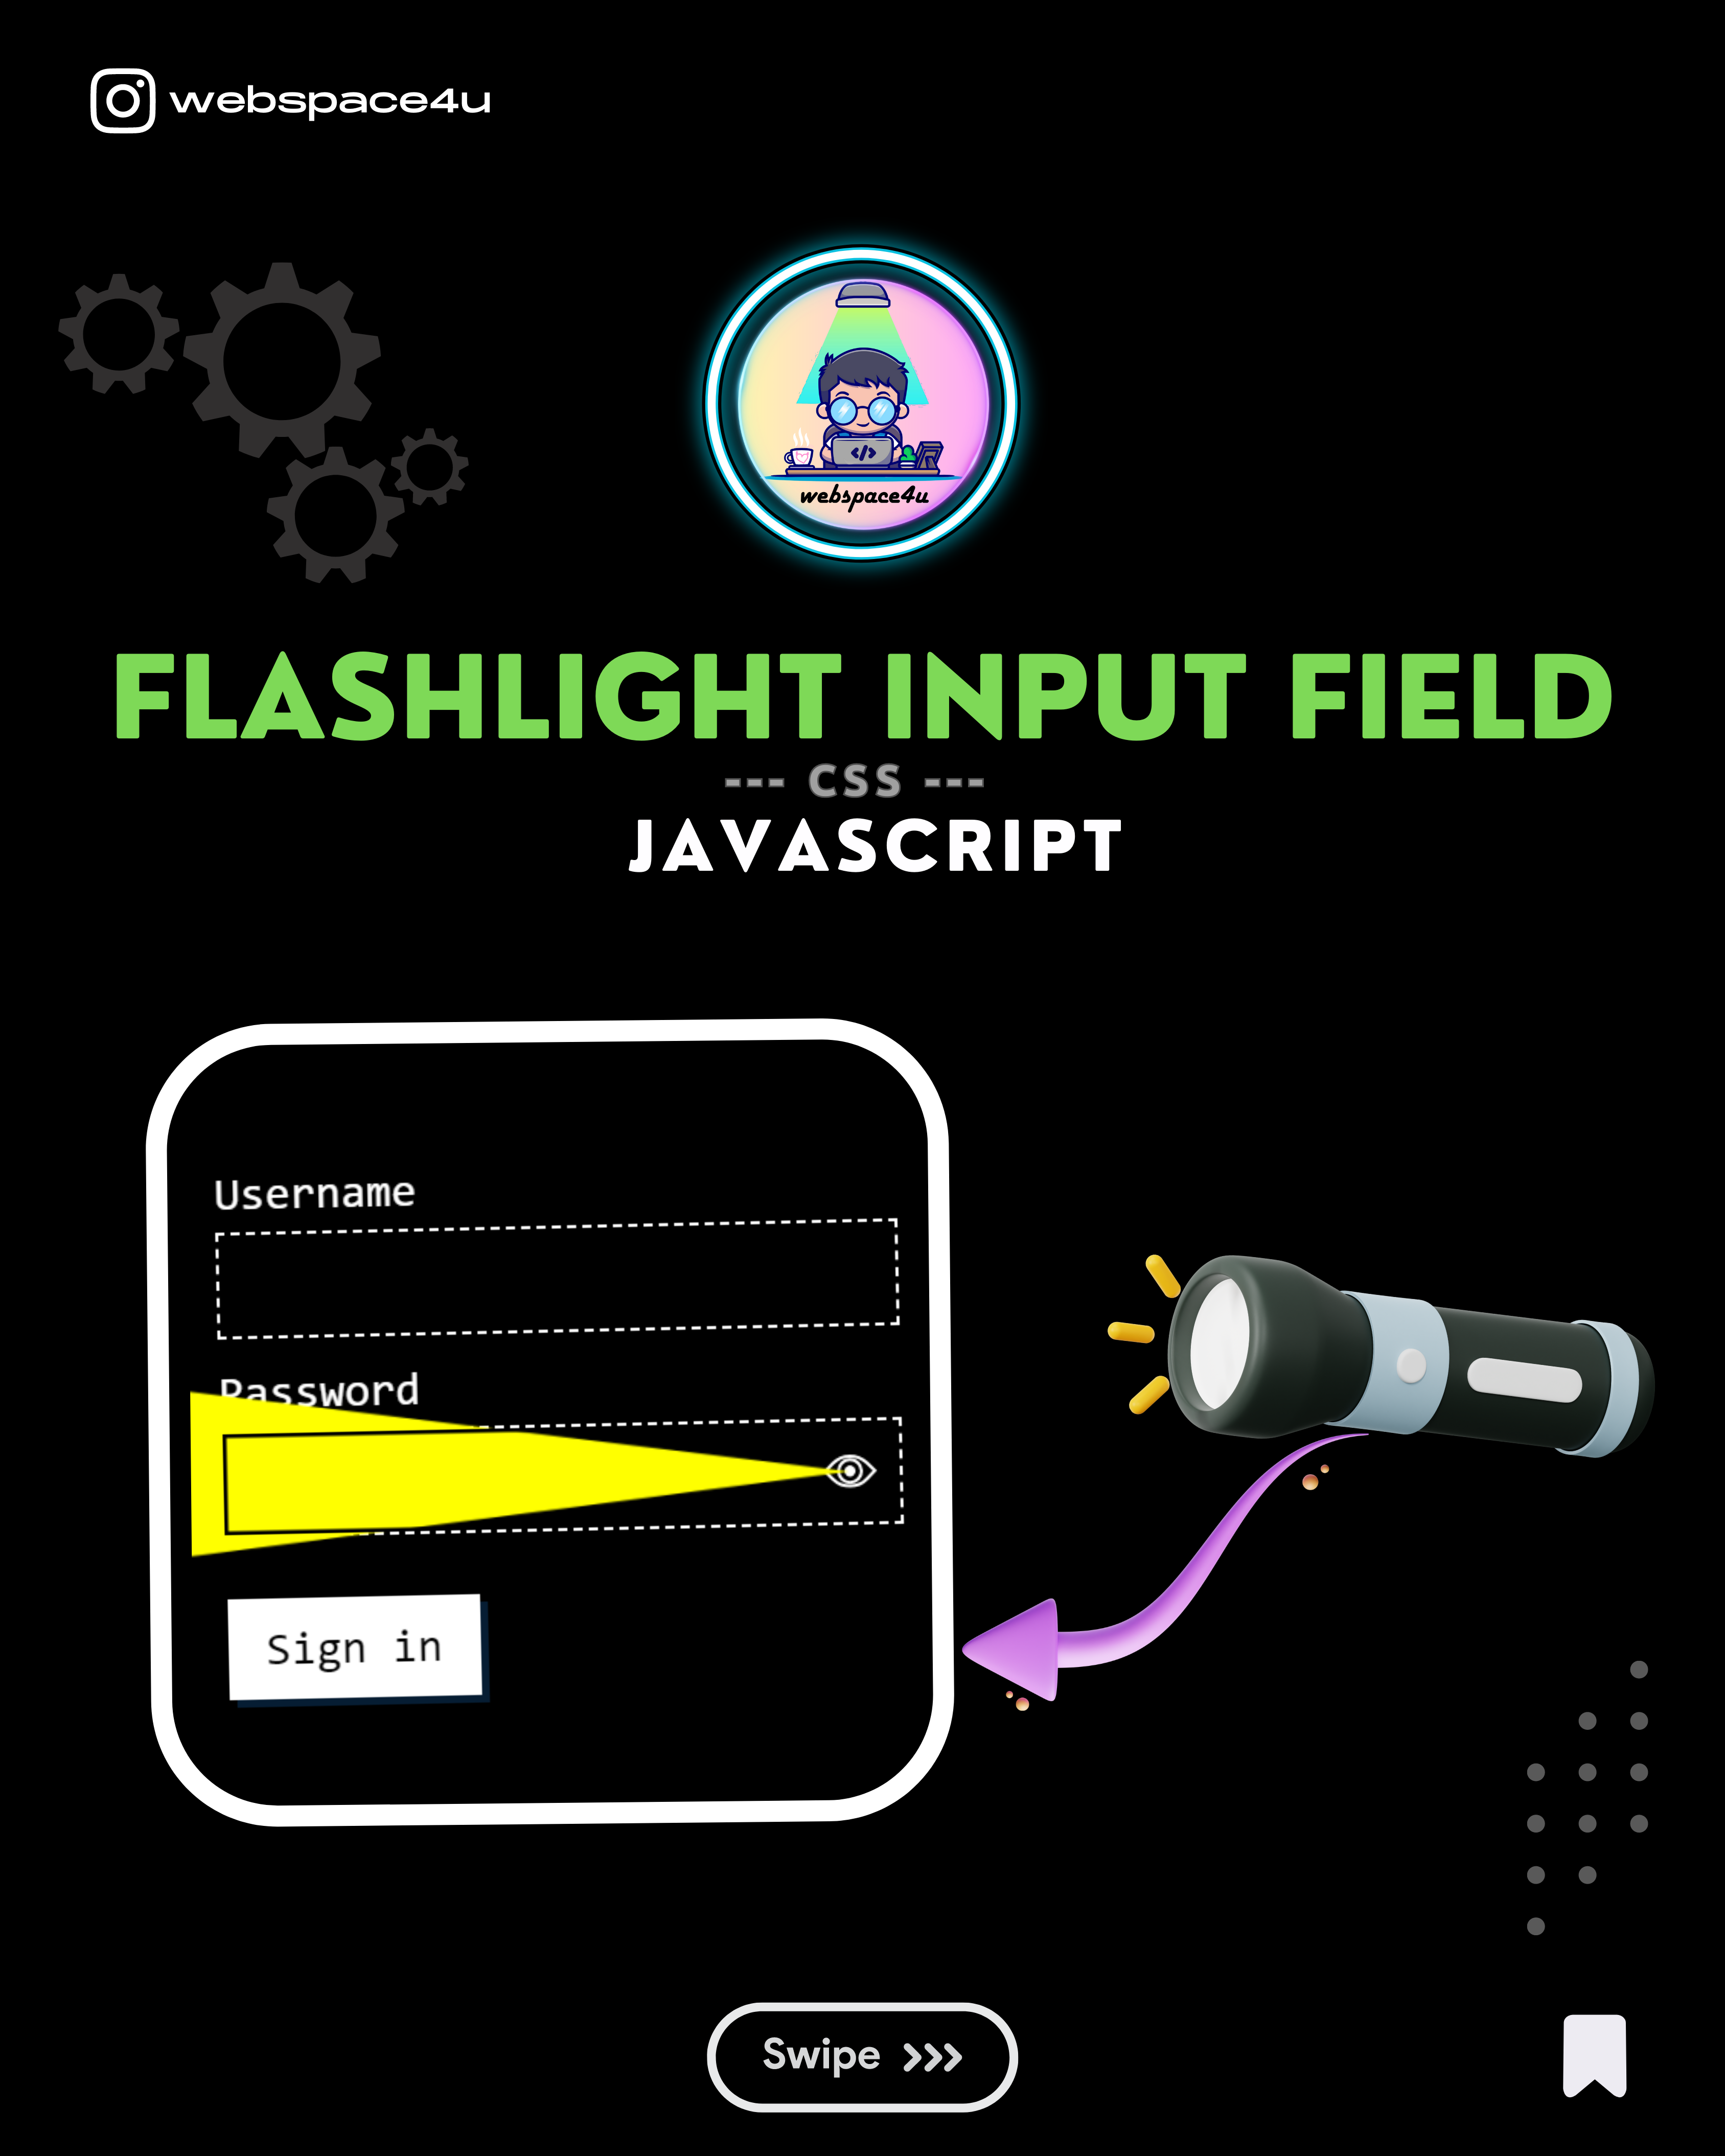 webspace4u
</>
webspace4u
FLASHLIGHT INPUT FIELD
--- CSS ---
JAVASCRIPT
Username
Password
Sign in
Swipe >>>